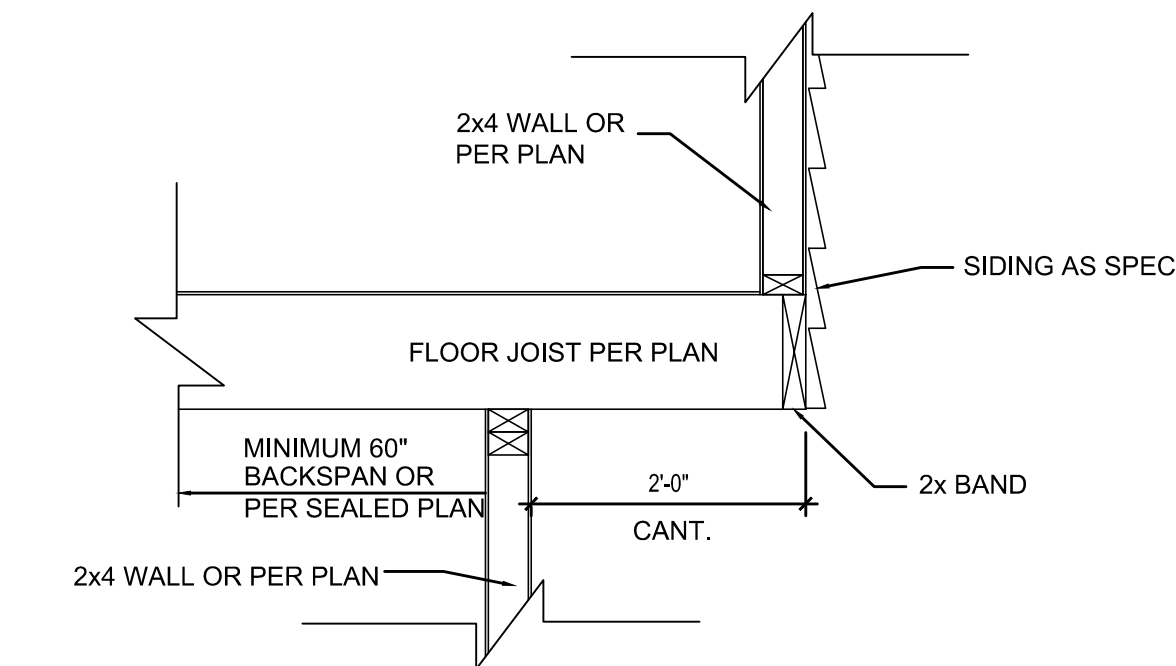 2x4 WALL OR
PER PLAN
SIDING AS SPEC
FLOOR JOIST PER PLAN
MINIMUM 60"
BACKSPAN OR
PER SEALED PLAN
2'-0"
CANT.
2x BAND
2x4 WALL OR PER PLAN